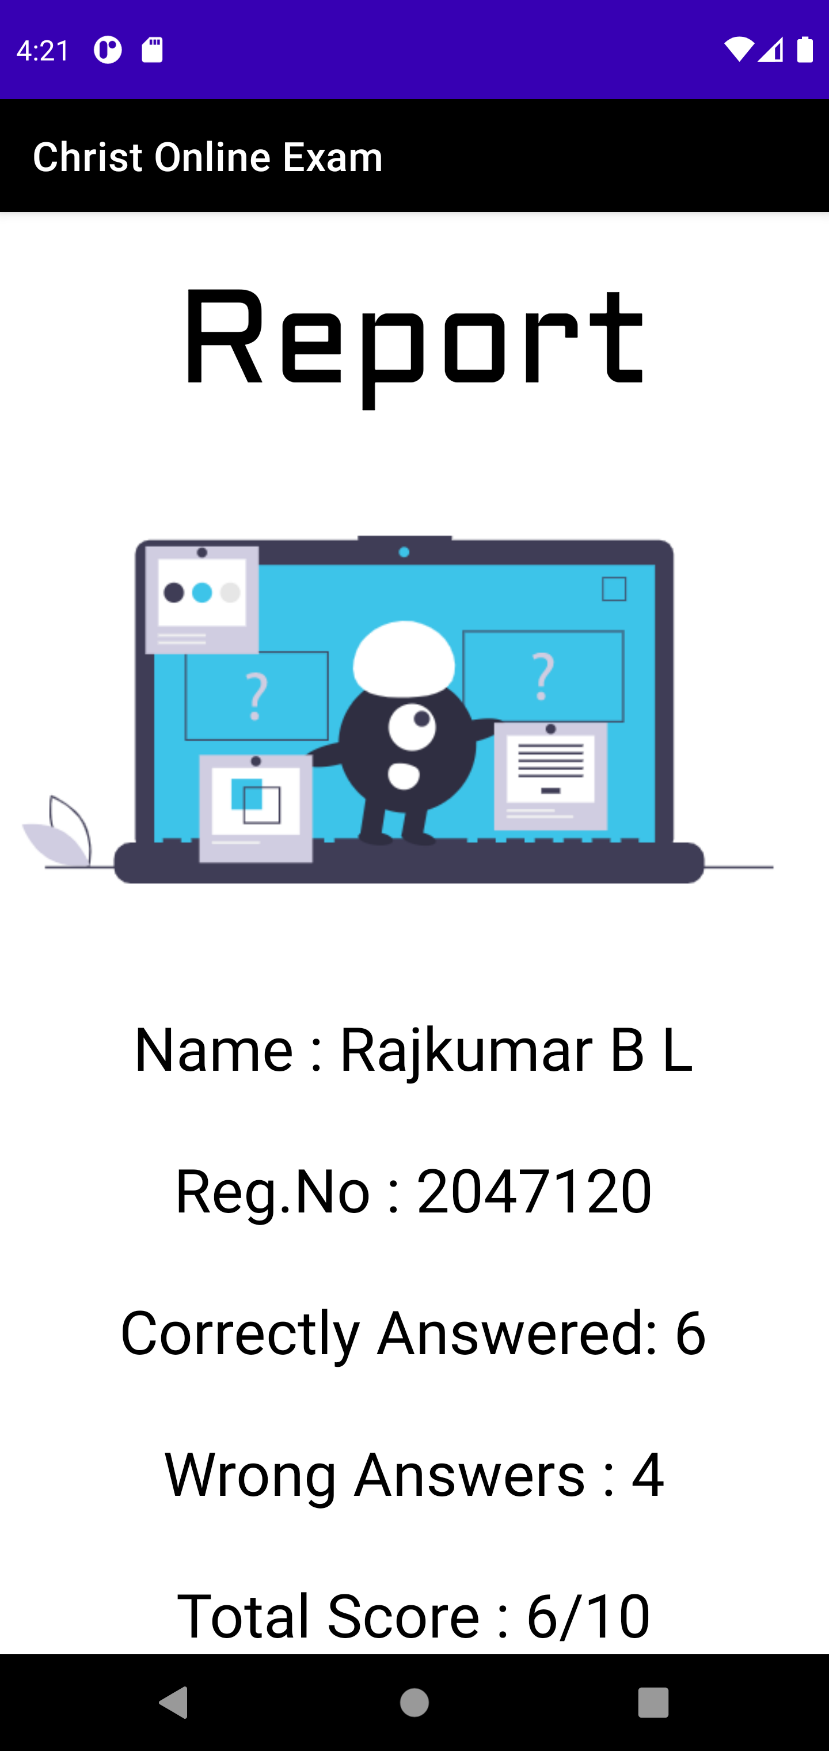 4:21
Christ Online Exam
Report
?
?
Name : Rajkumar B L
Reg.No : 2047120
Correctly Answered: 6
Wrong Answers : 4
Total Score : 6/10